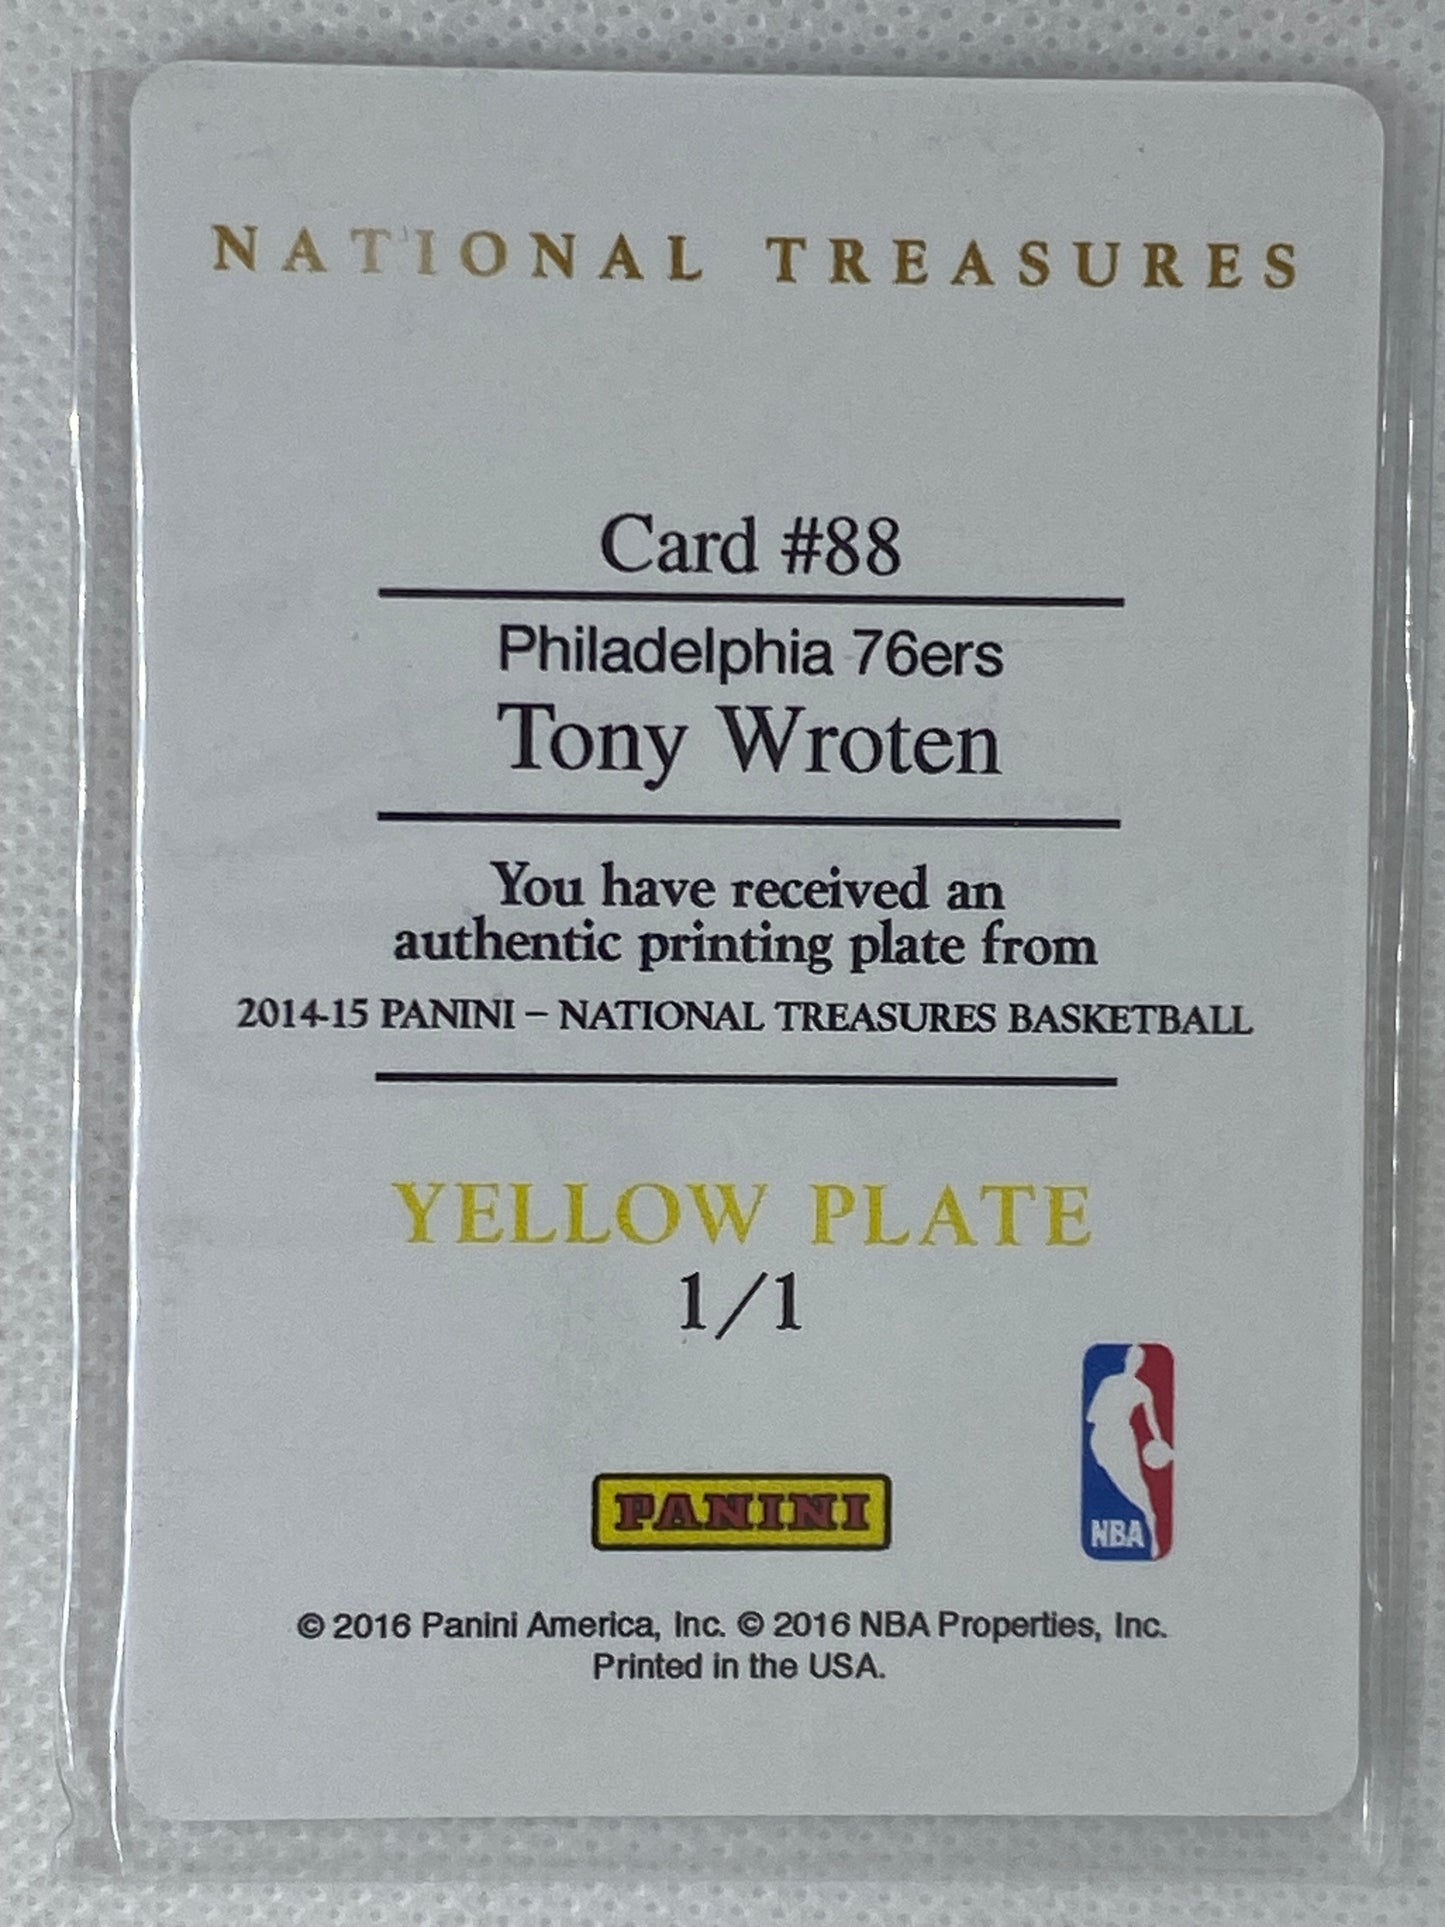 NATIONAL TREASURES
Card #88
Philadelphia 76ers
Tony Wroten
You have received an
authentic printing plate from
2014-15 PANINI – NATIONAL TREASURES BASKETBALL
YELLOW PLATE
1/1
NBA
PANINI
© 2016 Panini America, Inc. © 2016 NBA Properties, Inc.
Printed in the USA.